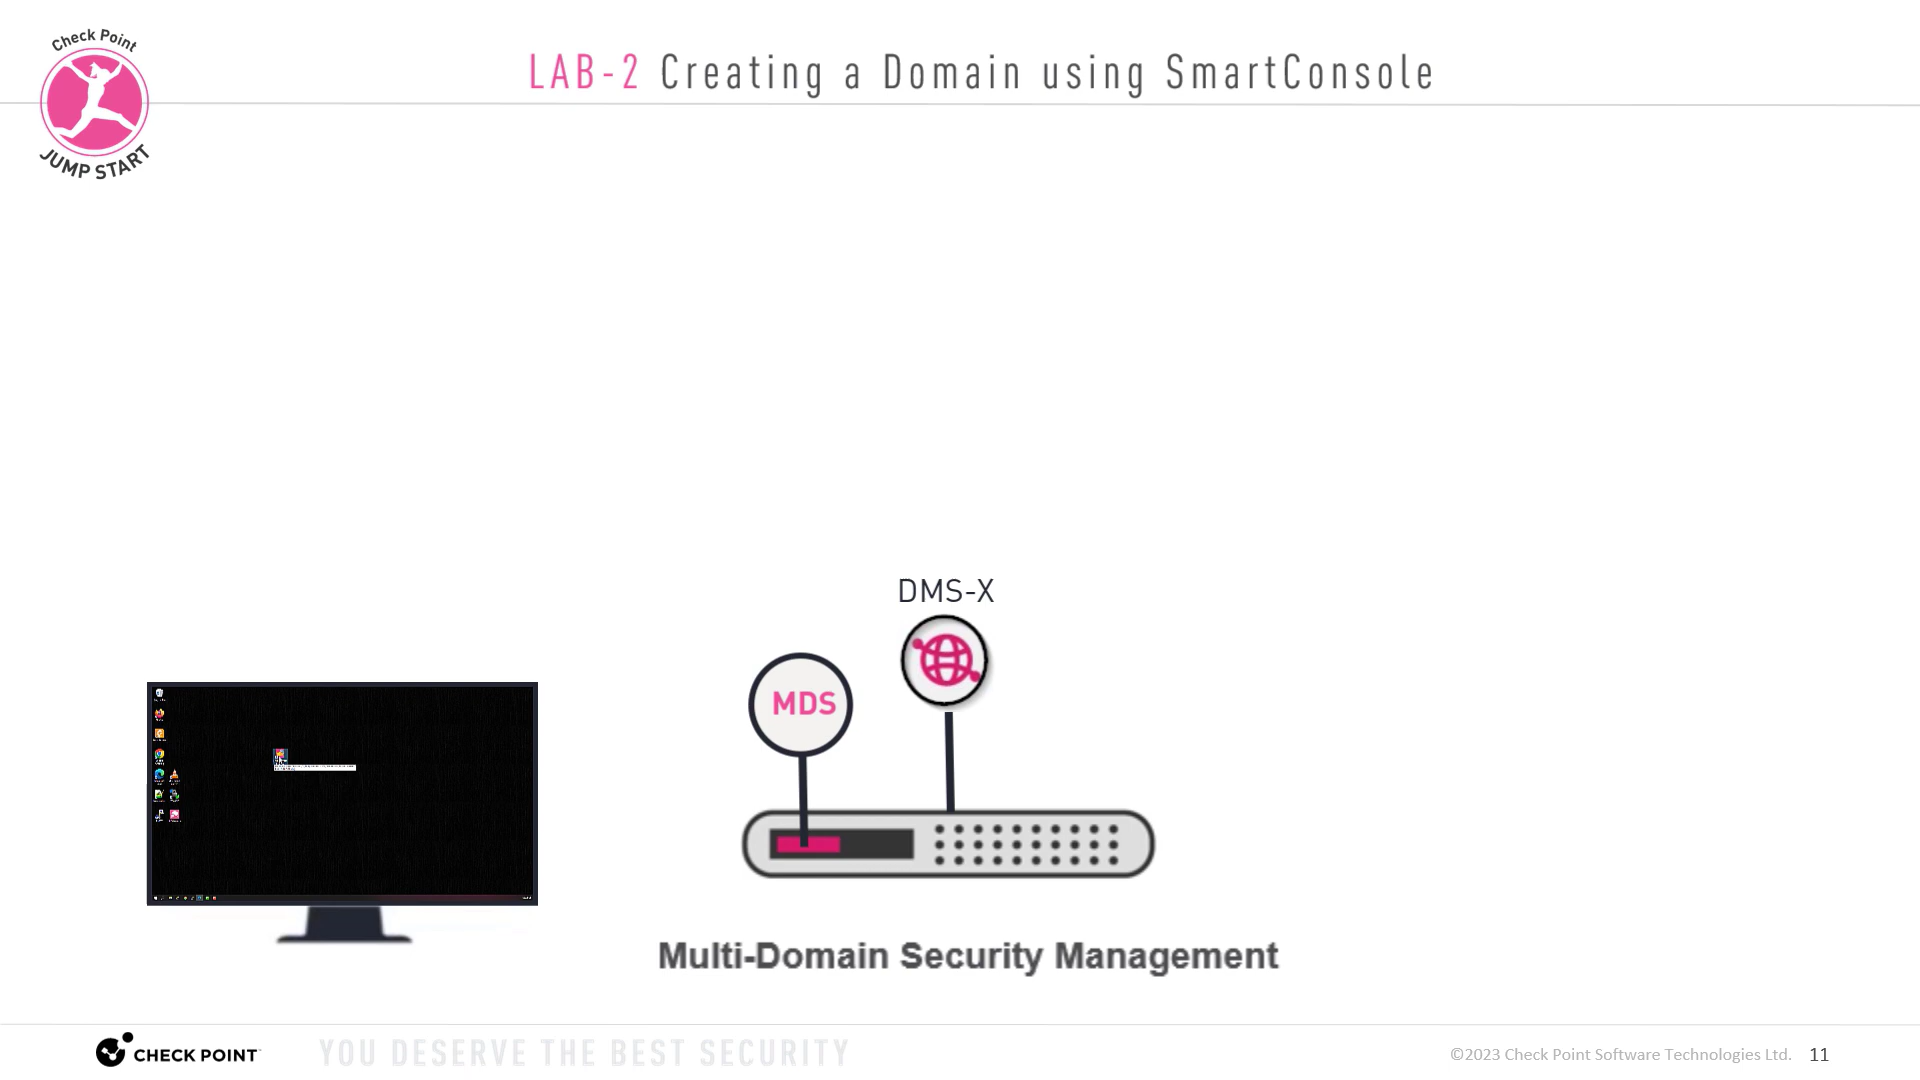 Check Point
JUMP START
LAB-2 Creating a Domain using SmartConsole
DMS-X
MDS
Multi-Domain Security Management
CHECK POINT
YOU DESERVE THE BEST SECURITY
©2023 Check Point Software Technologies Ltd. 11